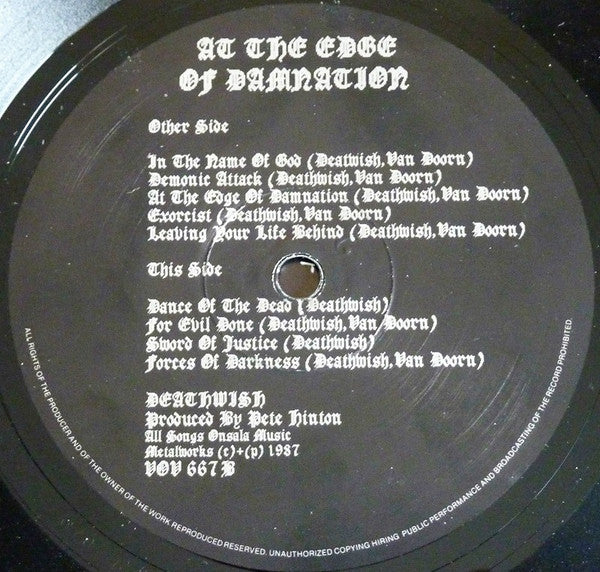 AT THE EDGE
OF DAMNATION
Other Side
In The Name Of God (Deatwish, Van Doorn)
Demonic Attack (Deathwish, Van Doorn)
At The Edge Of Damnation (Deathwish, Van Doorn)
Exorcist (Deathwish, Van Doorn)
Leaving Your Life Behind (Deathwish, Van Doorn)
This Side
Dance Of The Dead (Deathwish)
For Evil Done (Deathwish, Van Doorn)
Sword Of Justice (Deathwish)
Forces Of Darkness (Deathwish, Van Doorn)
DEATHWISH
Produced By Pete Hinton
All Songs Onsala Music
Metalworks (c)+(p) 1987
VOV 667 B
ALL RIGHTS OF THE PRODUCER AND OF THE OWNER OF THE WORK REPRODUCED RESERVED. UNAUTHORIZED COPYING HIRING PUBLIC PERFORMANCE AND BROADCASTING OF THE RECORD PROHIBITED.